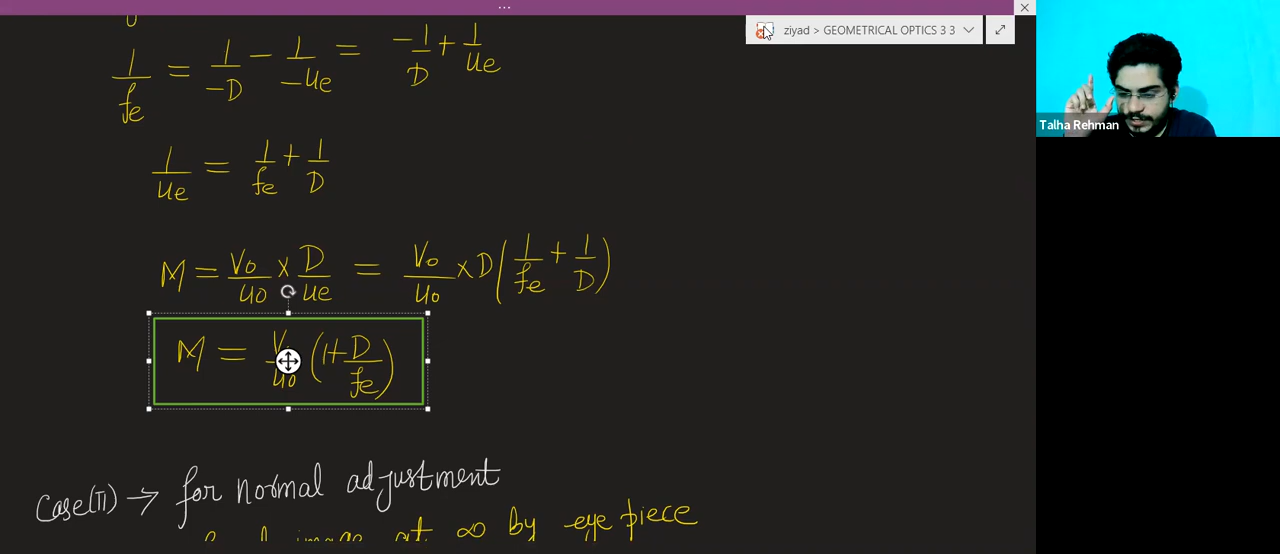 ziyad > GEOMETRICAL OPTICS 3 3
Talha Rehman
1/fe = 1/-D - 1/-ue = -1/D + 1/ue
1/ue = 1/fe + 1/D
M = Vo/uo × D/ue = Vo/uo × D(1/fe + 1/D)
M = V/uo (1+D/fe)
Case(II) → for normal adjustment
image at ∞ by eye piece